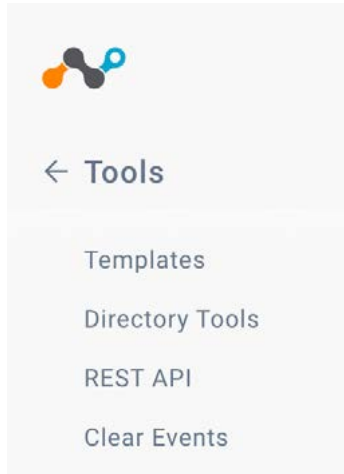 Tools
Templates
Directory Tools
REST API
Clear Events